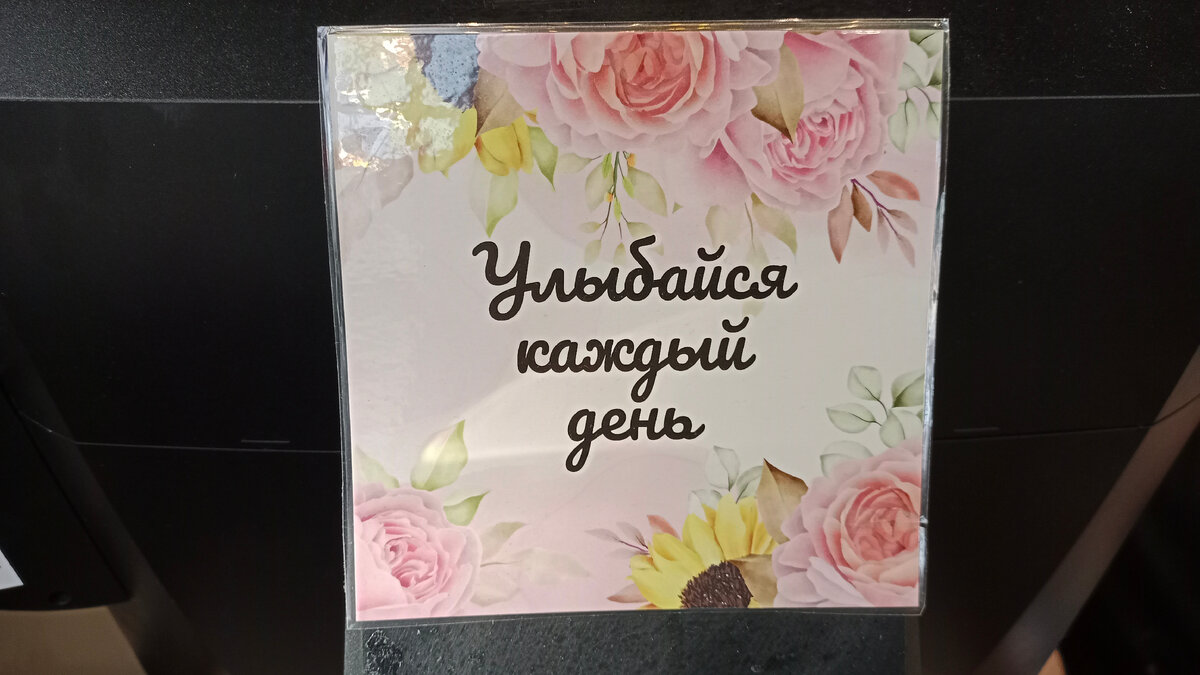 Улыбайся
каждый
день